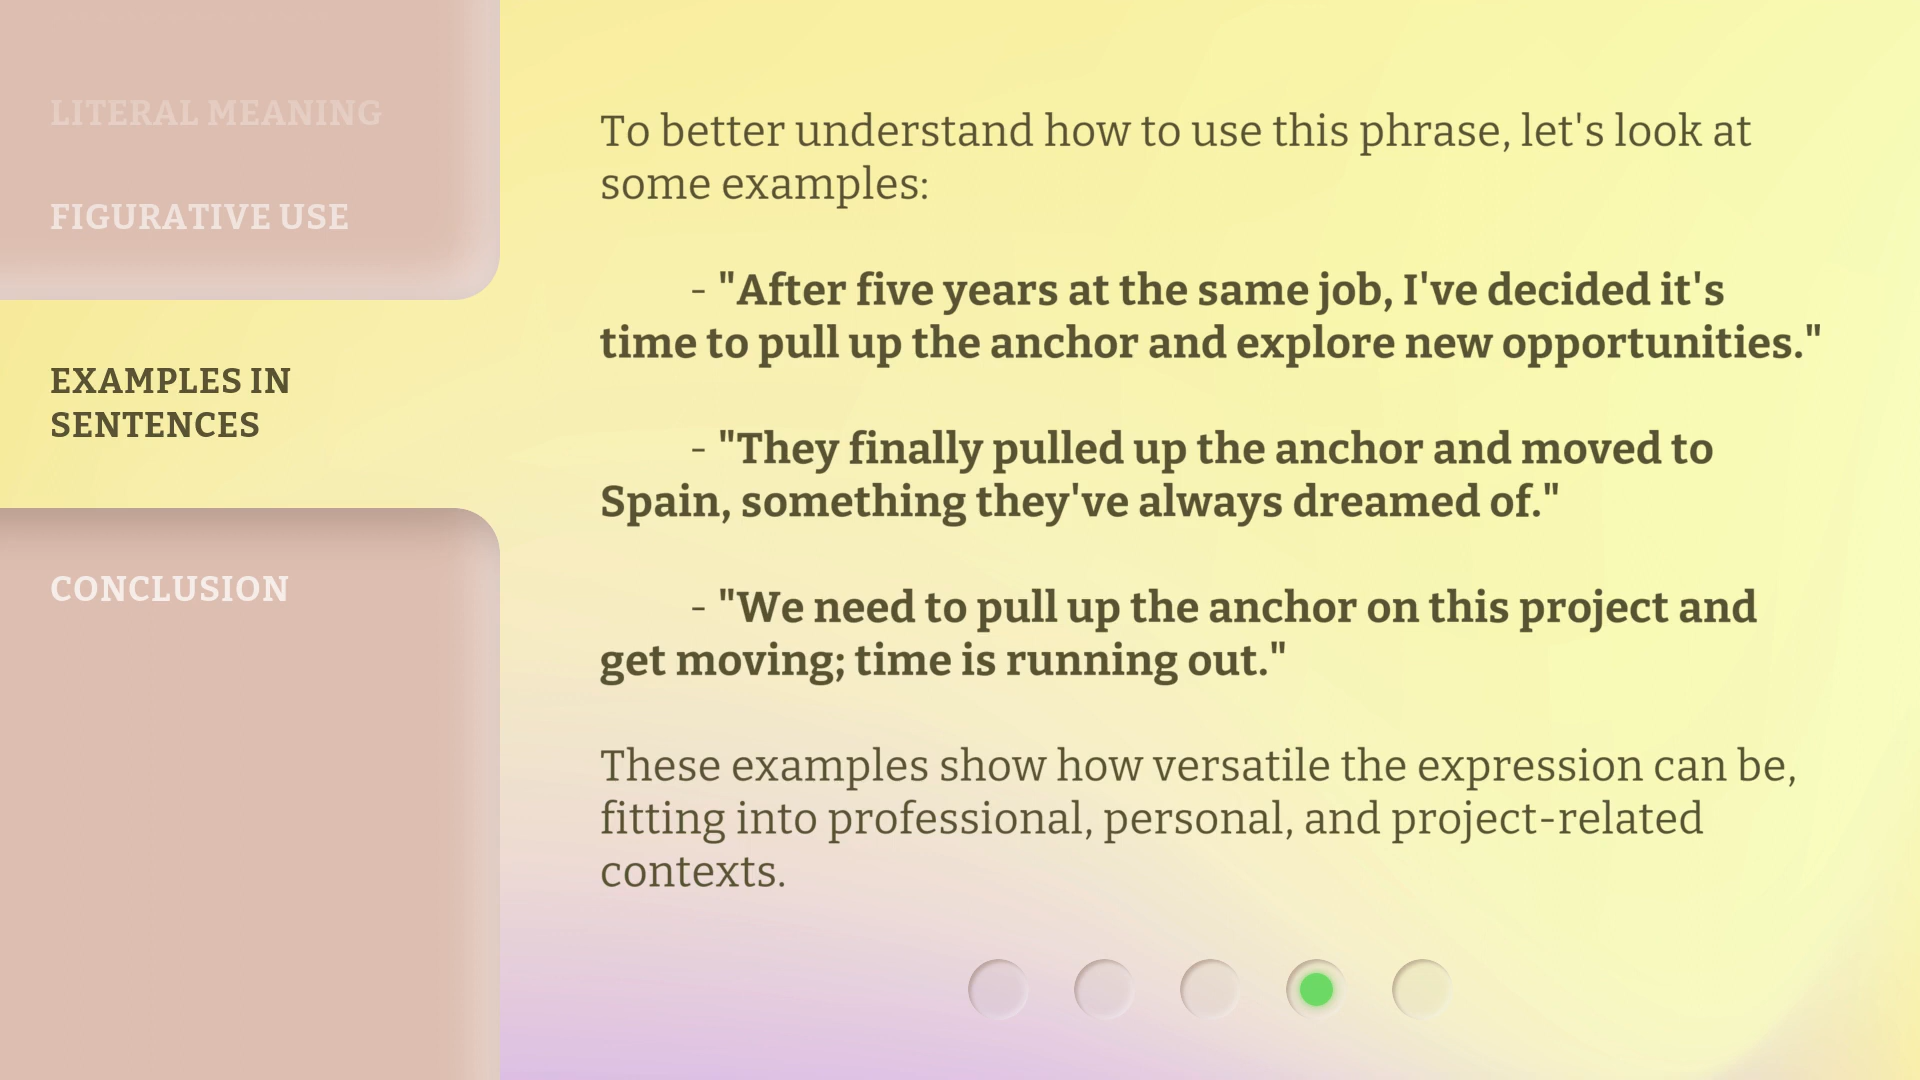 LITERAL MEANING
FIGURATIVE USE
EXAMPLES IN
SENTENCES
CONCLUSION
To better understand how to use this phrase, let's look at
some examples:
- "After five years at the same job, I've decided it's
time to pull up the anchor and explore new opportunities."
- "They finally pulled up the anchor and moved to
Spain, something they've always dreamed of."
- "We need to pull up the anchor on this project and
get moving; time is running out."
These examples show how versatile the expression can be,
fitting into professional, personal, and project-related
contexts.